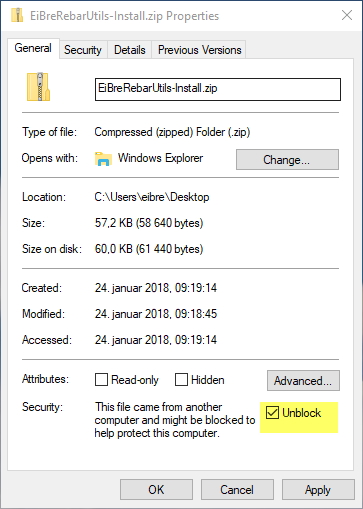 EiBreRebarUtils-Install.zip Properties
General Security Details Previous Versions
EiBreRebarUtils-Install.zip
Type of file: Compressed (zipped) Folder (.zip)
Opens with: Windows Explorer Change...
Location: C:\Users\eibre\Desktop
Size: 57,2 KB (58 640 bytes)
Size on disk: 60,0 KB (61 440 bytes)
Created: 24. januar 2018, 09:19:14
Modified: 24. januar 2018, 09:18:45
Accessed: 24. januar 2018, 09:19:14
Attributes: Read-only Hidden Advanced...
Security: This file came from another Unblock
computer and might be blocked to
help protect this computer.
OK Cancel Apply